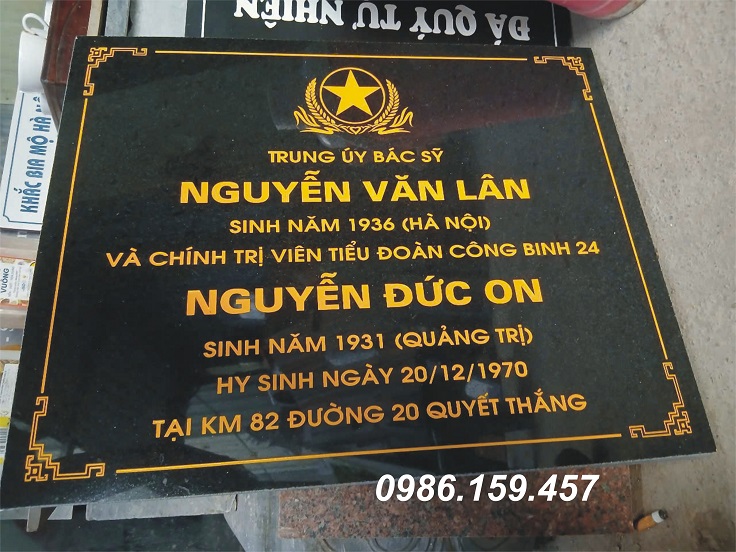 ĐÁ QUÝ TỰ NHIÊN
TRUNG ÚY BÁC SỸ
NGUYỄN VĂN LÂN
SINH NĂM 1936 (HÀ NỘI)
VÀ CHÍNH TRỊ VIÊN TIỂU ĐOÀN CÔNG BINH 24
NGUYỄN ĐỨC ON
SINH NĂM 1931 (QUẢNG TRỊ)
HY SINH NGÀY 20/12/1970
TẠI KM 82 ĐƯỜNG 20 QUYẾT THẮNG
KHẮC BIA MỘ HÀ
VUÔNG
0986.159.457